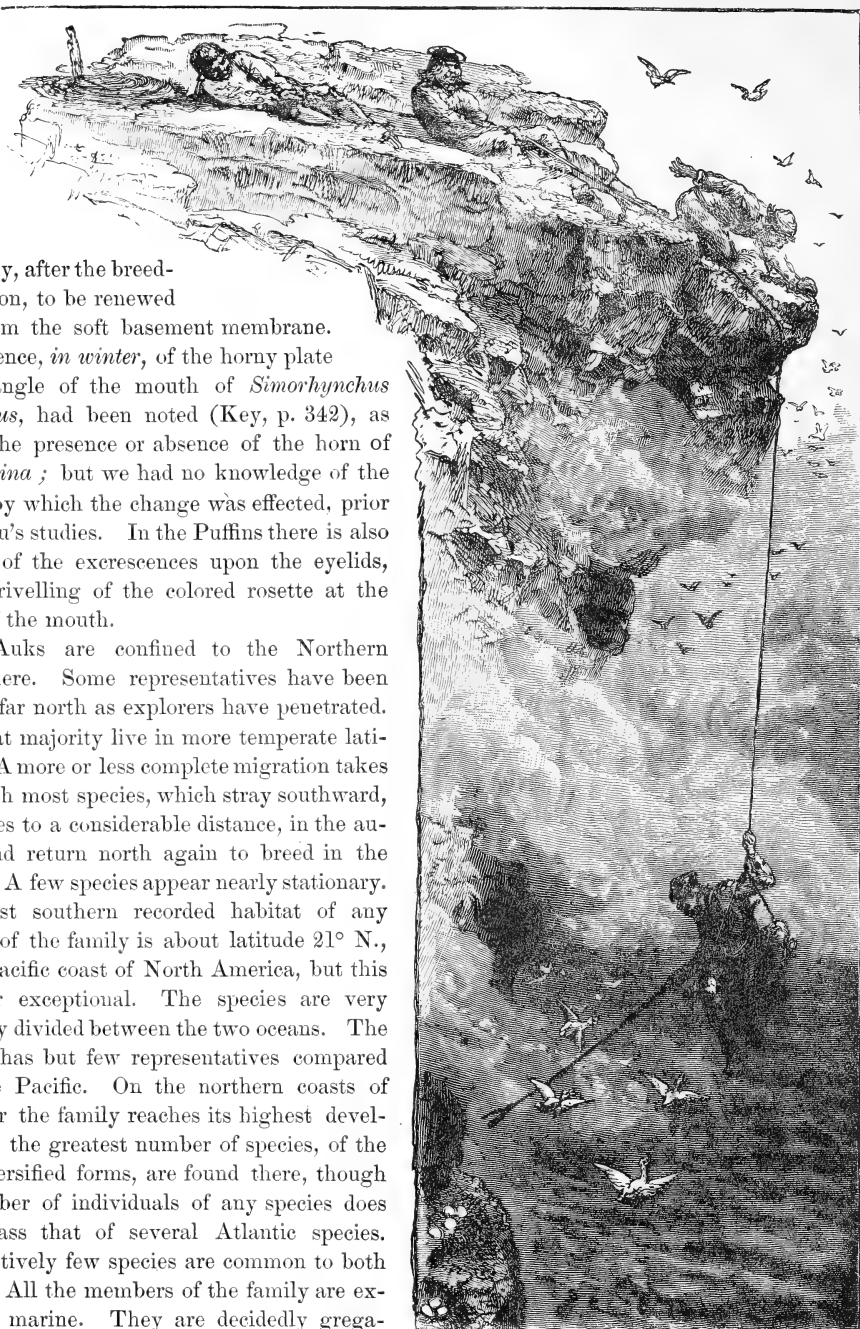 y, after the breed-
on, to be renewed
m the soft basement membrane.
ence, in winter, of the horny plate
ngle of the mouth of Simorhynchus
us, had been noted (Key, p. 342), as
he presence or absence of the horn of
ina ; but we had no knowledge of the
by which the change was effected, prior
u's studies. In the Puffins there is also
of the excrescences upon the eyelids,
rivelling of the colored rosette at the
f the mouth.
Auks are confined to the Northern
ere. Some representatives have been
far north as explorers have penetrated.
at majority live in more temperate lati-
A more or less complete migration takes
h most species, which stray southward,
es to a considerable distance, in the au-
nd return north again to breed in the
A few species appear nearly stationary.
st southern recorded habitat of any
of the family is about latitude 21° N.,
acific coast of North America, but this
r exceptional. The species are very
y divided between the two oceans. The
has but few representatives compared
e Pacific. On the northern coasts of
r the family reaches its highest devel-
the greatest number of species, of the
ersified forms, are found there, though
ber of individuals of any species does
ass that of several Atlantic species.
tively few species are common to both
All the members of the family are ex-
marine. They are decidedly grega-